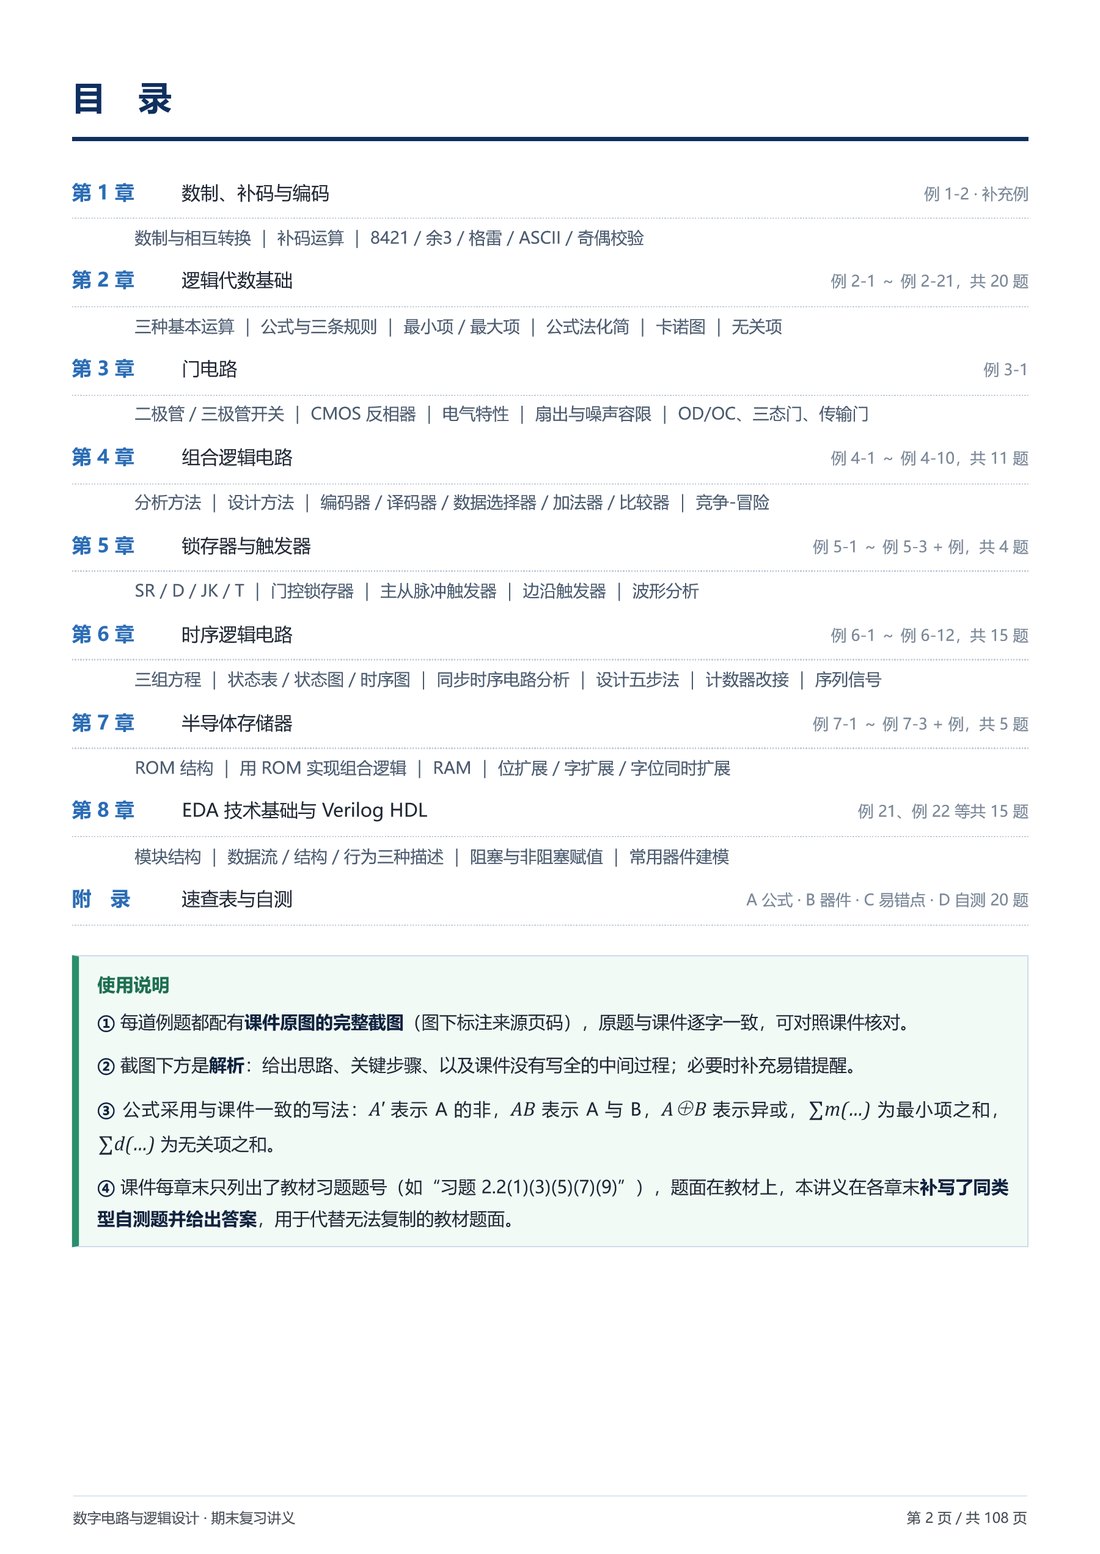 目 录
第 1 章 数制、补码与编码 例 1-2 · 补充例
数制与相互转换 | 补码运算 | 8421 / 余3 / 格雷 / ASCII / 奇偶校验
第 2 章 逻辑代数基础 例 2-1 ~ 例 2-21，共 20 题
三种基本运算 | 公式与三条规则 | 最小项 / 最大项 | 公式法化简 | 卡诺图 | 无关项
第 3 章 门电路 例 3-1
二极管 / 三极管开关 | CMOS 反相器 | 电气特性 | 扇出与噪声容限 | OD/OC、三态门、传输门
第 4 章 组合逻辑电路 例 4-1 ~ 例 4-10，共 11 题
分析方法 | 设计方法 | 编码器 / 译码器 / 数据选择器 / 加法器 / 比较器 | 竞争-冒险
第 5 章 锁存器与触发器 例 5-1 ~ 例 5-3 + 例，共 4 题
SR / D / JK / T | 门控锁存器 | 主从脉冲触发器 | 边沿触发器 | 波形分析
第 6 章 时序逻辑电路 例 6-1 ~ 例 6-12，共 15 题
三组方程 | 状态表 / 状态图 / 时序图 | 同步时序电路分析 | 设计五步法 | 计数器改接 | 序列信号
第 7 章 半导体存储器 例 7-1 ~ 例 7-3 + 例，共 5 题
ROM 结构 | 用 ROM 实现组合逻辑 | RAM | 位扩展 / 字扩展 / 字位同时扩展
第 8 章 EDA 技术基础与 Verilog HDL 例 21、例 22 等共 15 题
模块结构 | 数据流 / 结构 / 行为三种描述 | 阻塞与非阻塞赋值 | 常用器件建模
附 录 速查表与自测 A 公式 · B 器件 · C 易错点 · D 自测 20 题
使用说明
① 每道例题都配有课件原图的完整截图（图下标注来源页码），原题与课件逐字一致，可对照课件核对。
② 截图下方是解析：给出思路、关键步骤、以及课件没有写全的中间过程；必要时补充易错提醒。
③ 公式采用与课件一致的写法：A′ 表示 A 的非，AB 表示 A 与 B，A⊕B 表示异或，∑m(…) 为最小项之和，
∑d(…) 为无关项之和。
④ 课件每章末只列出了教材习题题号（如“习题 2.2(1)(3)(5)(7)(9)”），题面在教材上，本讲义在各章末补写了同类
型自测题并给出答案，用于代替无法复制的教材题面。
数字电路与逻辑设计 · 期末复习讲义 第 2 页 / 共 108 页